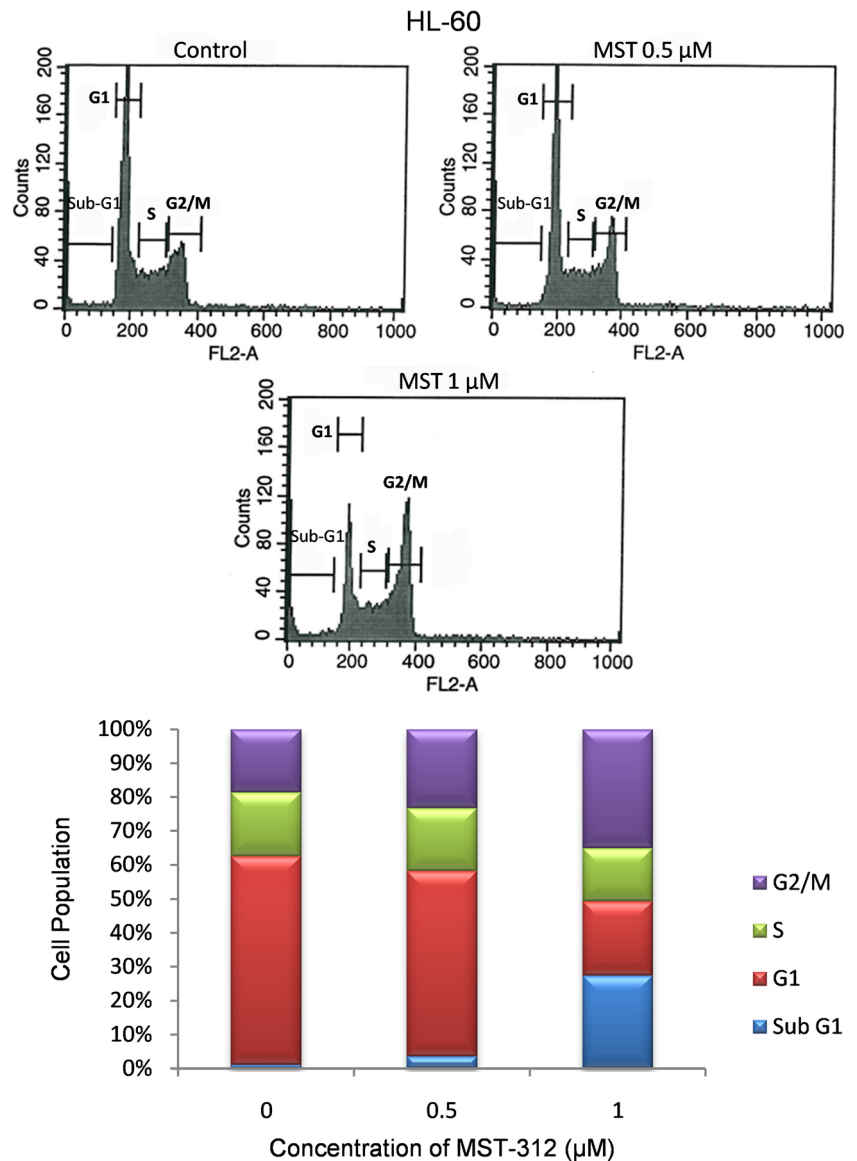 HL-60
Control
200
160
120
80
40
0
Counts
G1
Sub-G1
S
G2/M
0 200 400 600 800 1000
FL2-A
MST 0.5 µM
200
160
120
80
40
0
Counts
G1
Sub-G1
S
G2/M
0 200 400 600 800 1000
FL2-A
MST 1 µM
200
160
120
80
40
0
Counts
G1
Sub-G1
S
G2/M
0 200 400 600 800 1000
FL2-A
100%
90%
80%
70%
60%
50%
40%
30%
20%
10%
0%
Cell Population
G2/M
S
G1
Sub G1
0 0.5 1
Concentration of MST-312 (µM)